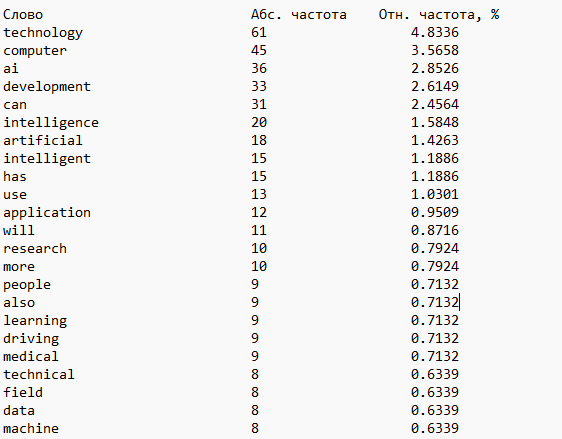 Слово Абс. частота Отн. частота, %
technology 61 4.8336
computer 45 3.5658
ai 36 2.8526
development 33 2.6149
can 31 2.4564
intelligence 20 1.5848
artificial 18 1.4263
intelligent 15 1.1886
has 15 1.1886
use 13 1.0301
application 12 0.9509
will 11 0.8716
research 10 0.7924
more 10 0.7924
people 9 0.7132
also 9 0.7132
learning 9 0.7132
driving 9 0.7132
medical 9 0.7132
technical 8 0.6339
field 8 0.6339
data 8 0.6339
machine 8 0.6339